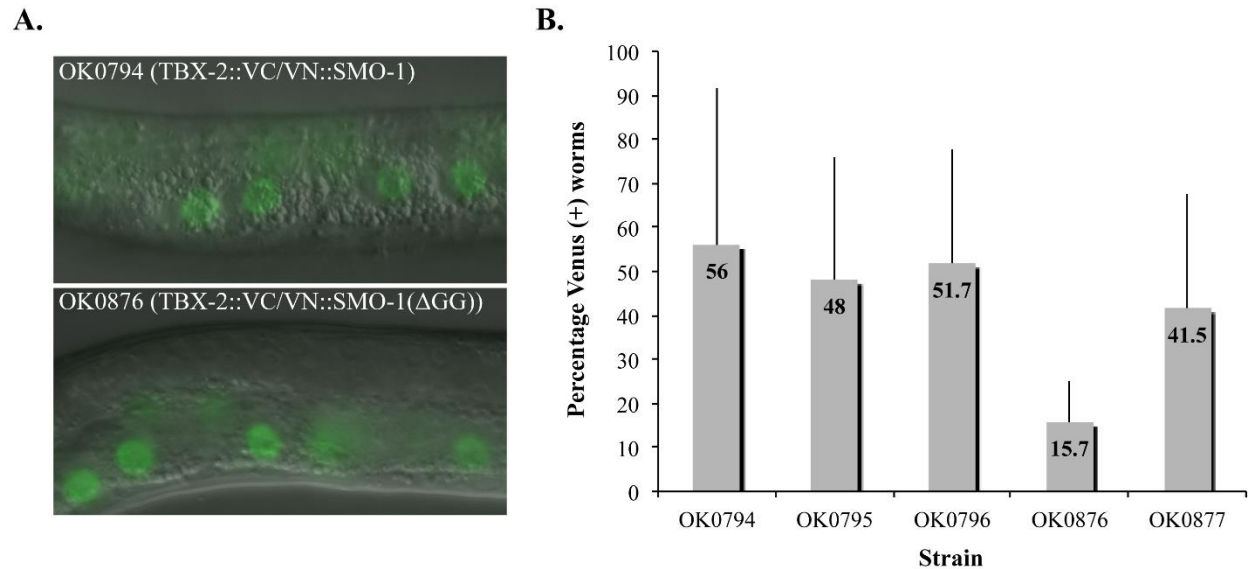 A.
OK0794 (TBX-2::VC/VN::SMO-1)
OK0876 (TBX-2::VC/VN::SMO-1(ΔGG))
B.
Percentage Venus (+) worms
100
90
80
70
60
50
40
30
20
10
0
56
48
51.7
15.7
41.5
OK0794 OK0795 OK0796 OK0876 OK0877
Strain